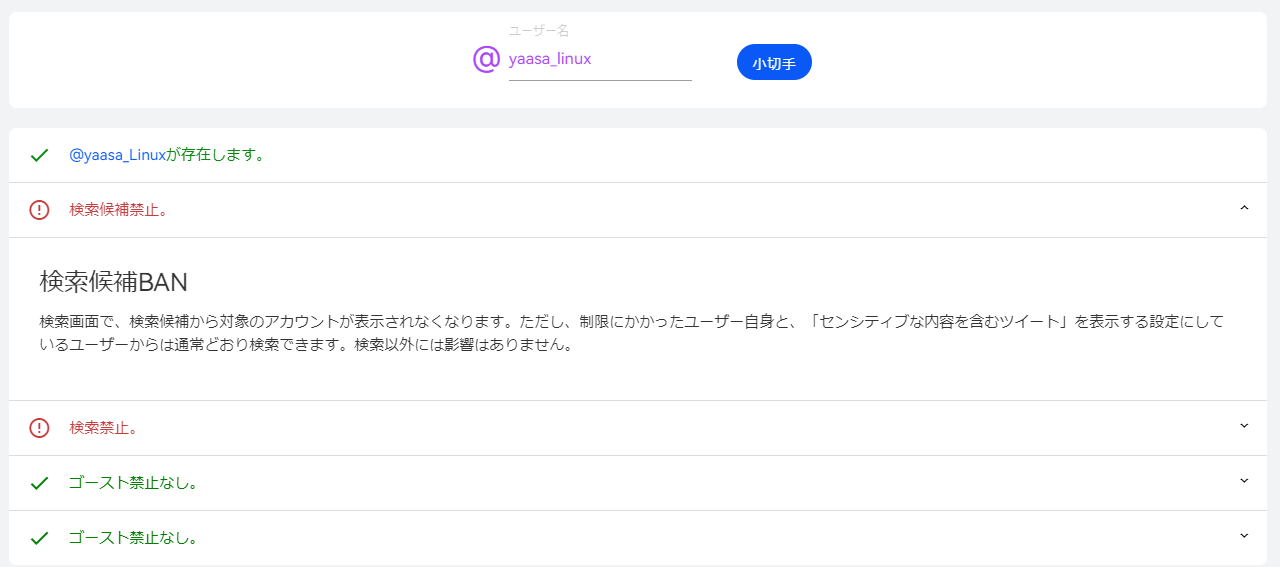 ユーザー名
@ yaasa_linux
小切手
@yaasa_Linuxが存在します。
検索候補禁止。
検索候補BAN
検索画面で、検索候補から対象のアカウントが表示されなくなります。ただし、制限にかかったユーザー自身と、「センシティブな内容を含むツイート」を表示する設定にして
いるユーザーからは通常どおり検索できます。検索以外には影響はありません。
検索禁止。
ゴースト禁止なし。
ゴースト禁止なし。